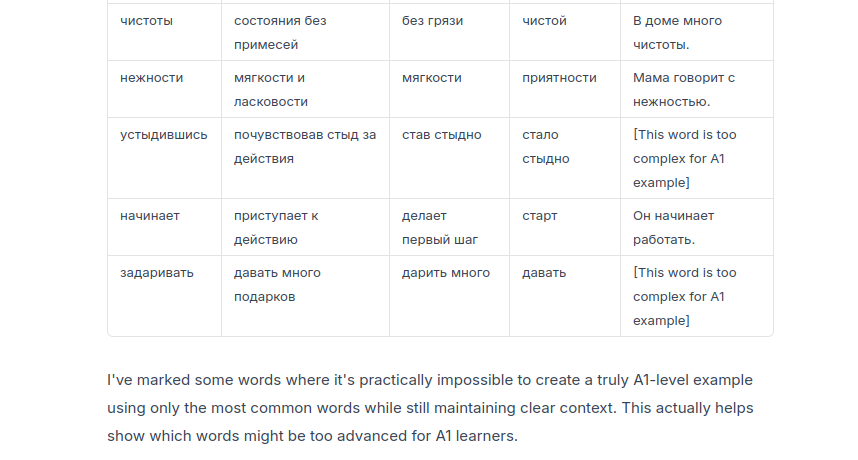 чистоты состояния без без грязи чистой В доме много
примесей чистоты.
нежности мягкости и мягкости приятности Мама говорит с
ласковости нежностью.
устыдившись почувствовав стыд за став стыдно стало [This word is too
действия стыдно complex for A1
example]
начинает приступает к делает старт Он начинает
действию первый шаг работать.
задаривать давать много дарить много давать [This word is too
подарков complex for A1
example]
I've marked some words where it's practically impossible to create a truly A1-level example
using only the most common words while still maintaining clear context. This actually helps
show which words might be too advanced for A1 learners.